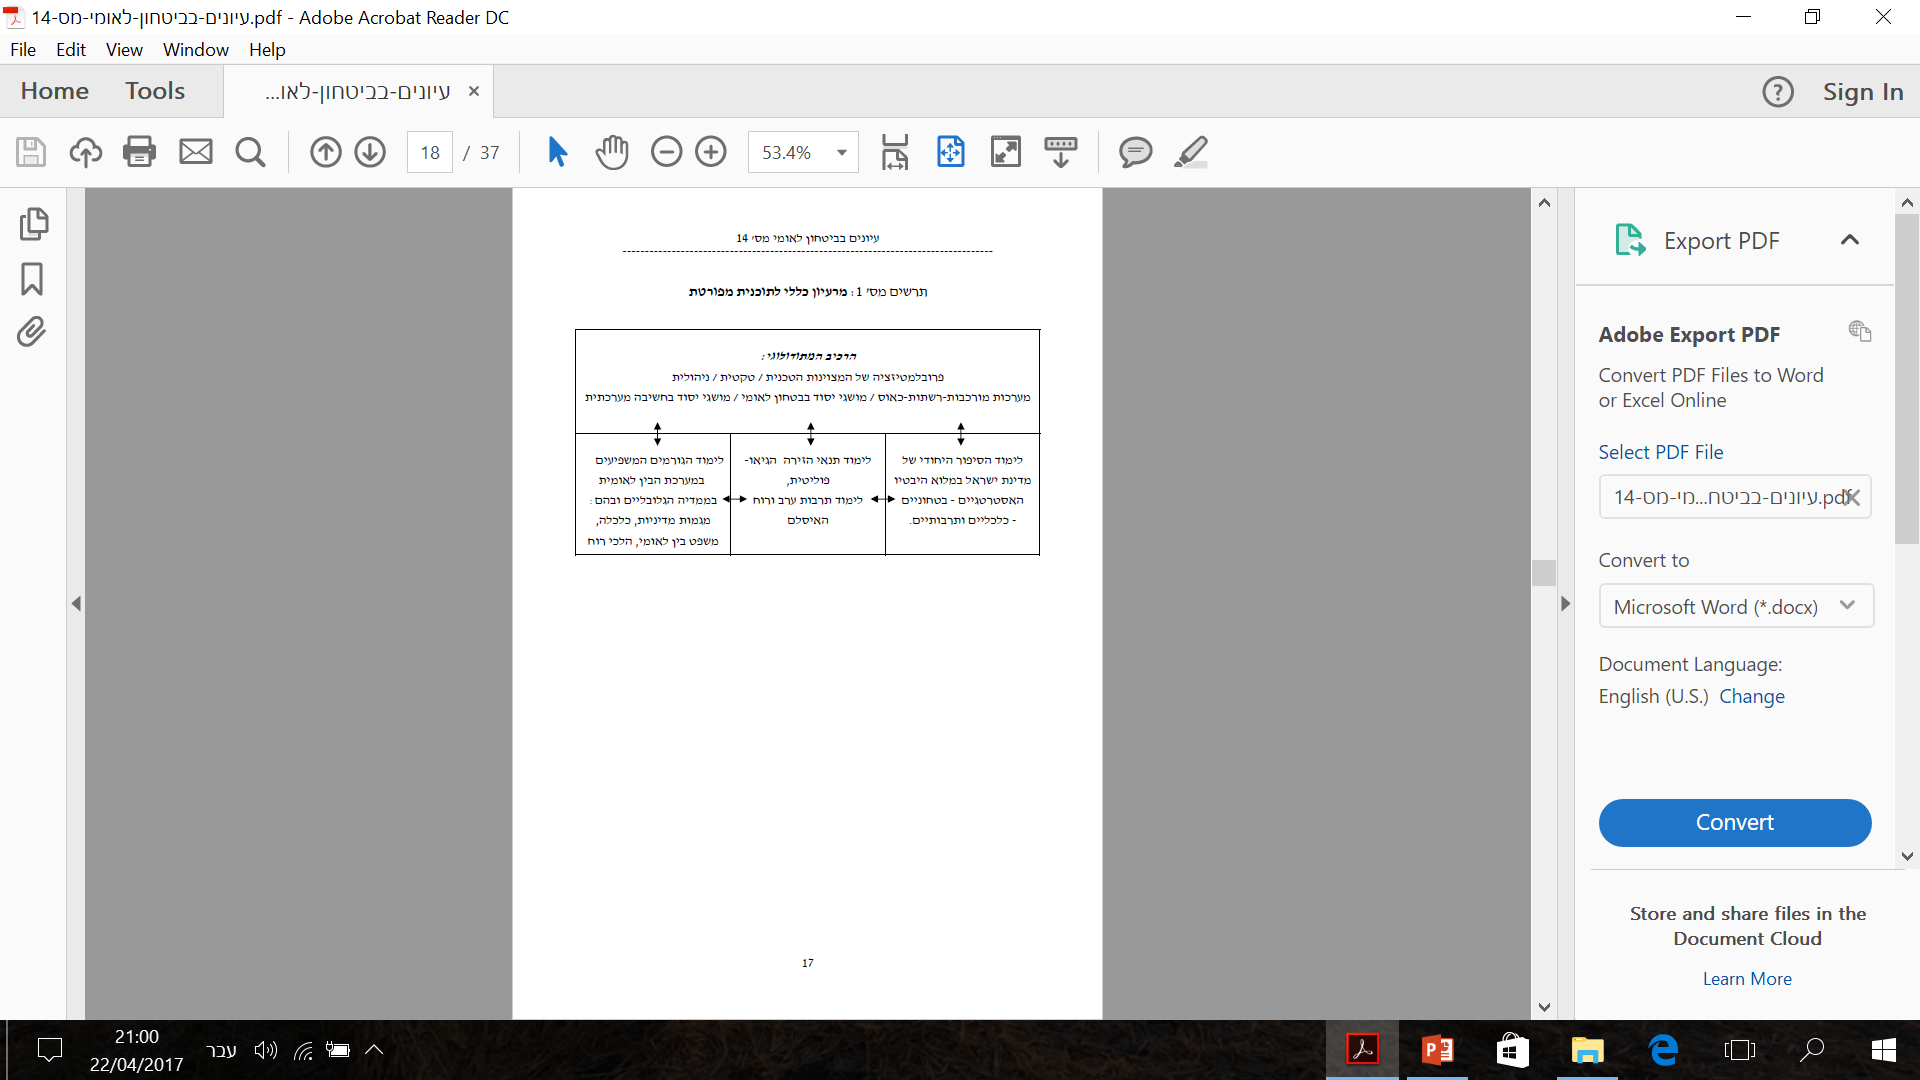 עיונים-בביטחון-לאומי-מס-14.pdf - Adobe Acrobat Reader DC
File Edit View Window Help
Home Tools עיונים-בביטחון-לאו... Sign In
18 / 37 53.4%
עיונים בביטחון לאומי מס' 14
תרשים מס' 1: מרעיון כללי לתוכנית מפורטת
הרכיב המתודולוגי:
פרובלמטיזציה של המצוינות הטכנית / טקטית / ניהולית
מערכות מורכבות-רשתות-כאוס / מושגי יסוד בבטחון לאומי / מושגי יסוד בחשיבה מערכתית
לימוד הסיפור היחודי של
מדינת ישראל במלוא היבטיו
האסטרטגיים - בטחוניים
- כלכליים ותרבותיים.
לימוד תנאי הזירה הגיאו-
פוליטית,
לימוד תרבות ערב ורוח
האיסלם
לימוד הגורמים המשפיעים
במערכת הבין לאומית
בממדיה הגלובליים ובהם:
מגמות מדיניות, כלכלה,
משפט בין לאומי, הלכי רוח
17
Export PDF
Adobe Export PDF
Convert PDF Files to Word
or Excel Online
Select PDF File
עיונים-בביטח...מי-מס-14.pdf
Convert to
Microsoft Word (*.docx)
Document Language:
English (U.S.) Change
Convert
Store and share files in the
Document Cloud
Learn More
21:00
22/04/2017
עבר